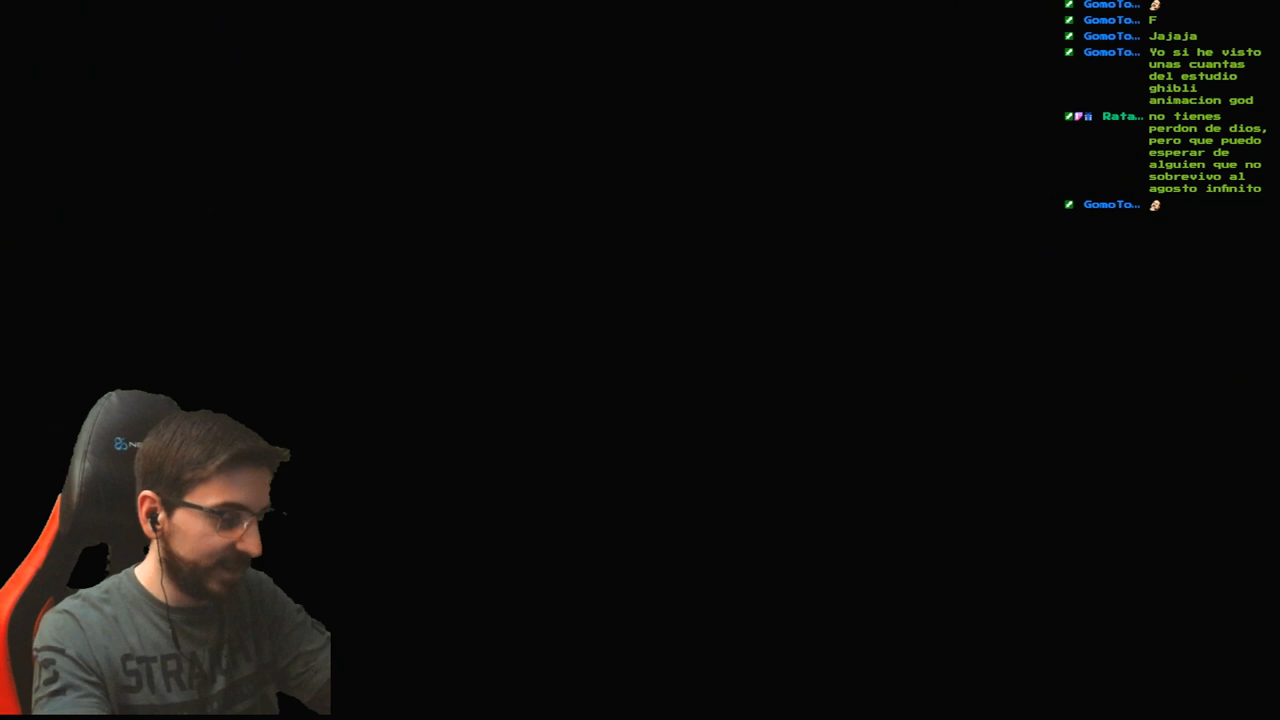 GomoTo...
GomoTo... F
GomoTo... Jajaja
GomoTo... Yo si he visto
unas cuantas
del estudio
ghibli
animacion god
Rata... no tienes
perdon de dios,
pero que puedo
esperar de
alguien que no
sobrevivo al
agosto infinito
GomoTo...
NE
STRA